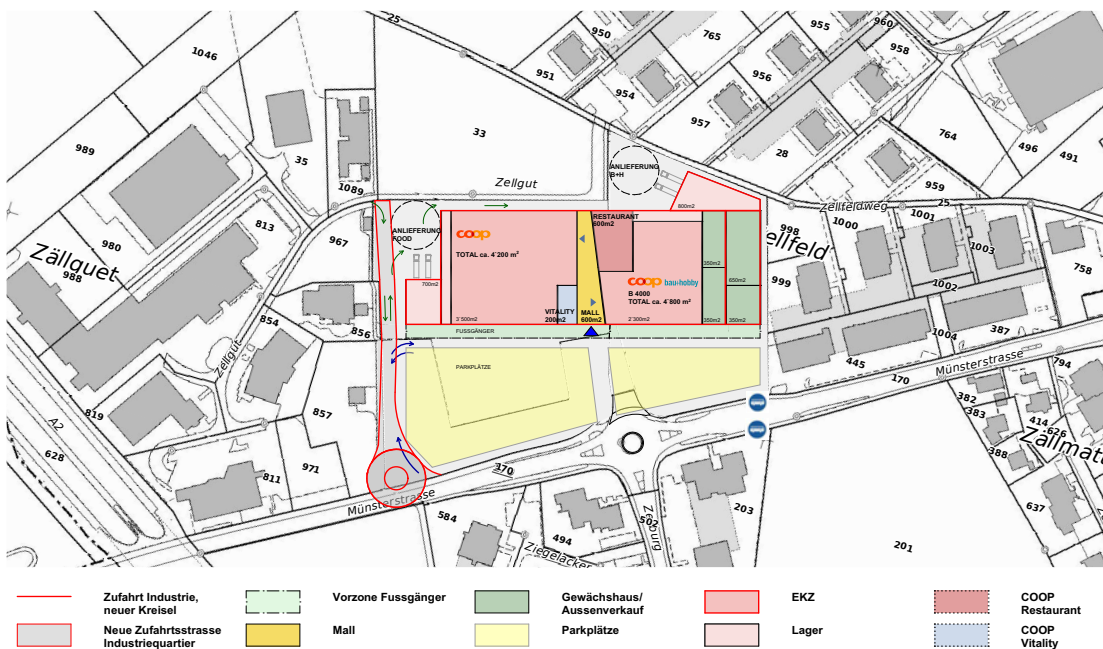 25
950
765
955
960
958
1046
951
956
954
957
764
989
33
35
28
496
491
1089
ANLIEFERUNG
B+H
Zellgut
959
25
Zellfeldweg
600m2
813
RESTAURANT
600m2
998
1000
1001
967
ANLIEFERUNG
FOOD
coop
TOTAL ca. 4´200 m²
ellfeld
1003
Zällquet
980
988
758
350m2
650m2
999
700m2
coop bau+hobby
B 4000
TOTAL ca. 4´800 m²
1002
VITALITY
200m2
MALL
600m2
3´500m2
2´300m2
350m2
350m2
854
856
FUSSGÄNGER
1004
387
Zellgut
PARKPLÄTZE
445
170
Münsterstrasse
794
819
857
382
383
414
626
A2
Zällmatt
388
628
971
811
170
Münsterstrasse
637
584
502
203
494
Zellburg
Ziegelacker
201
Zufahrt Industrie,
neuer Kreisel
Vorzone Fussgänger
Gewächshaus/
Aussenverkauf
EKZ
COOP
Restaurant
Neue Zufahrtsstrasse
Industriequartier
Mall
Parkplätze
Lager
COOP
Vitality